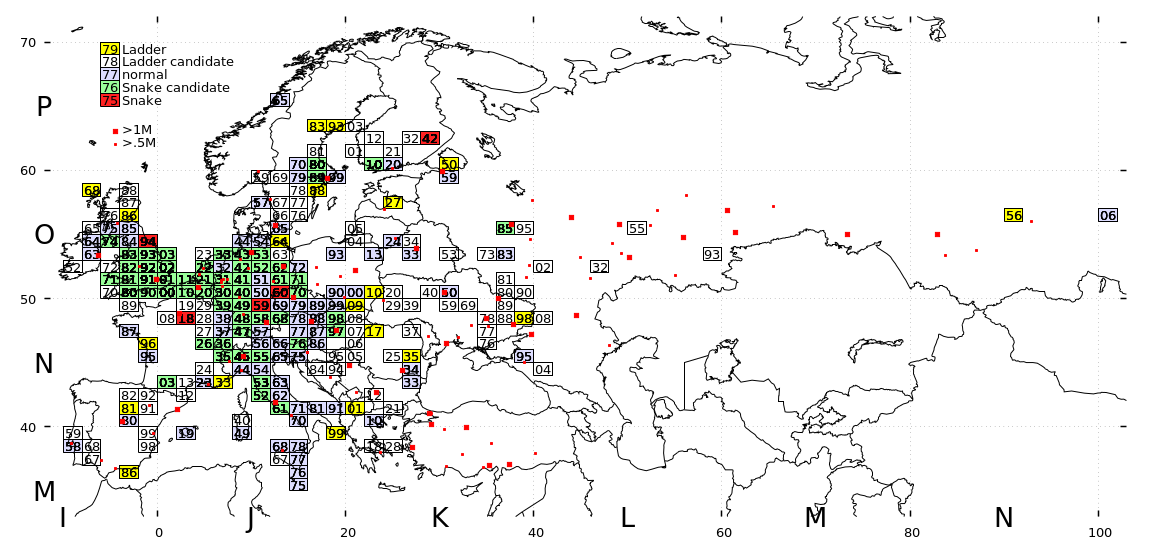 70
79 Ladder
78 Ladder candidate
77 normal
76 Snake candidate
75 Snake
P
>1M
>.5M
65
83 93 03
12 32 42
81 01 21
70 80 10 20 50
60
59 69 79 89 99 59
68 88 78 88
87 57 67 77 27
76 86 96 76 56 06
65 75 85 05 05 85 95 55
O
64 74 84 94 44 54 64 04 24 34
63 83 93 03 23 33 43 53 63 93 13 33 53 73 83 93
52 72 82 92 02 32 42 52 62 72 02 32
71 81 91 01 11 21 31 41 51 61 71 81
50
70 80 90 00 10 20 30 40 50 60 70 90 00 10 20 40 50 80 90
89 19 29 39 49 59 69 79 89 99 09 29 39 59 69 89
08 18 28 38 48 58 68 78 88 98 08 88 98 08
87 27 37 47 57 77 87 97 07 17 37 77
96 26 36 56 66 76 86 06 76
N
95 35 45 55 65 75 95 05 25 35 95
24 44 54 84 94 34 04
03 13 23 33 53 63 33
82 92 12 52 62 12
81 91 61 71 81 91 01 21
40
80 40 70 10
59 99 19 49 99
58 68 98 68 78 18 28
67 67 77
86 76
M
75
I J K L M N
0 20 40 60 80 100